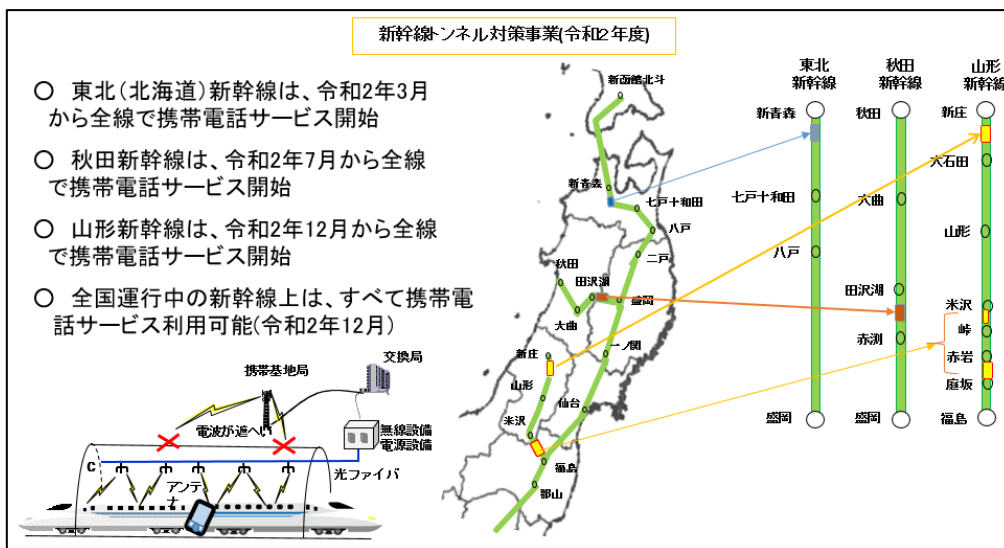 新幹線トンネル対策事業(令和2年度)
○ 東北（北海道）新幹線は、令和2年3月
から全線で携帯電話サービス開始
○ 秋田新幹線は、令和2年7月から全線
で携帯電話サービス開始
○ 山形新幹線は、令和2年12月から全線
で携帯電話サービス開始
○ 全国運行中の新幹線上は、すべて携帯電
話サービス利用可能(令和2年12月)
交換局
携帯基地局
電波が遮へい
無線設備
電源設備
光ファイバ
C
アンテ
ナ
新函館北斗
新青森
七戸十和田
八戸
二戸
秋田
田沢湖
盛岡
大曲
一ノ関
新庄
山形
仙台
米沢
福島
郡山
東北
新幹線
新青森
七戸十和田
八戸
盛岡
秋田
新幹線
秋田
大曲
田沢湖
赤渕
盛岡
山形
新幹線
新庄
大石田
山形
米沢
峠
赤岩
庭坂
福島